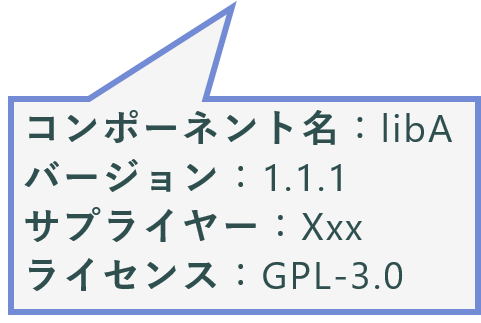 コンポーネント名：libA
バージョン：1.1.1
サプライヤー：Xxx
ライセンス：GPL-3.0